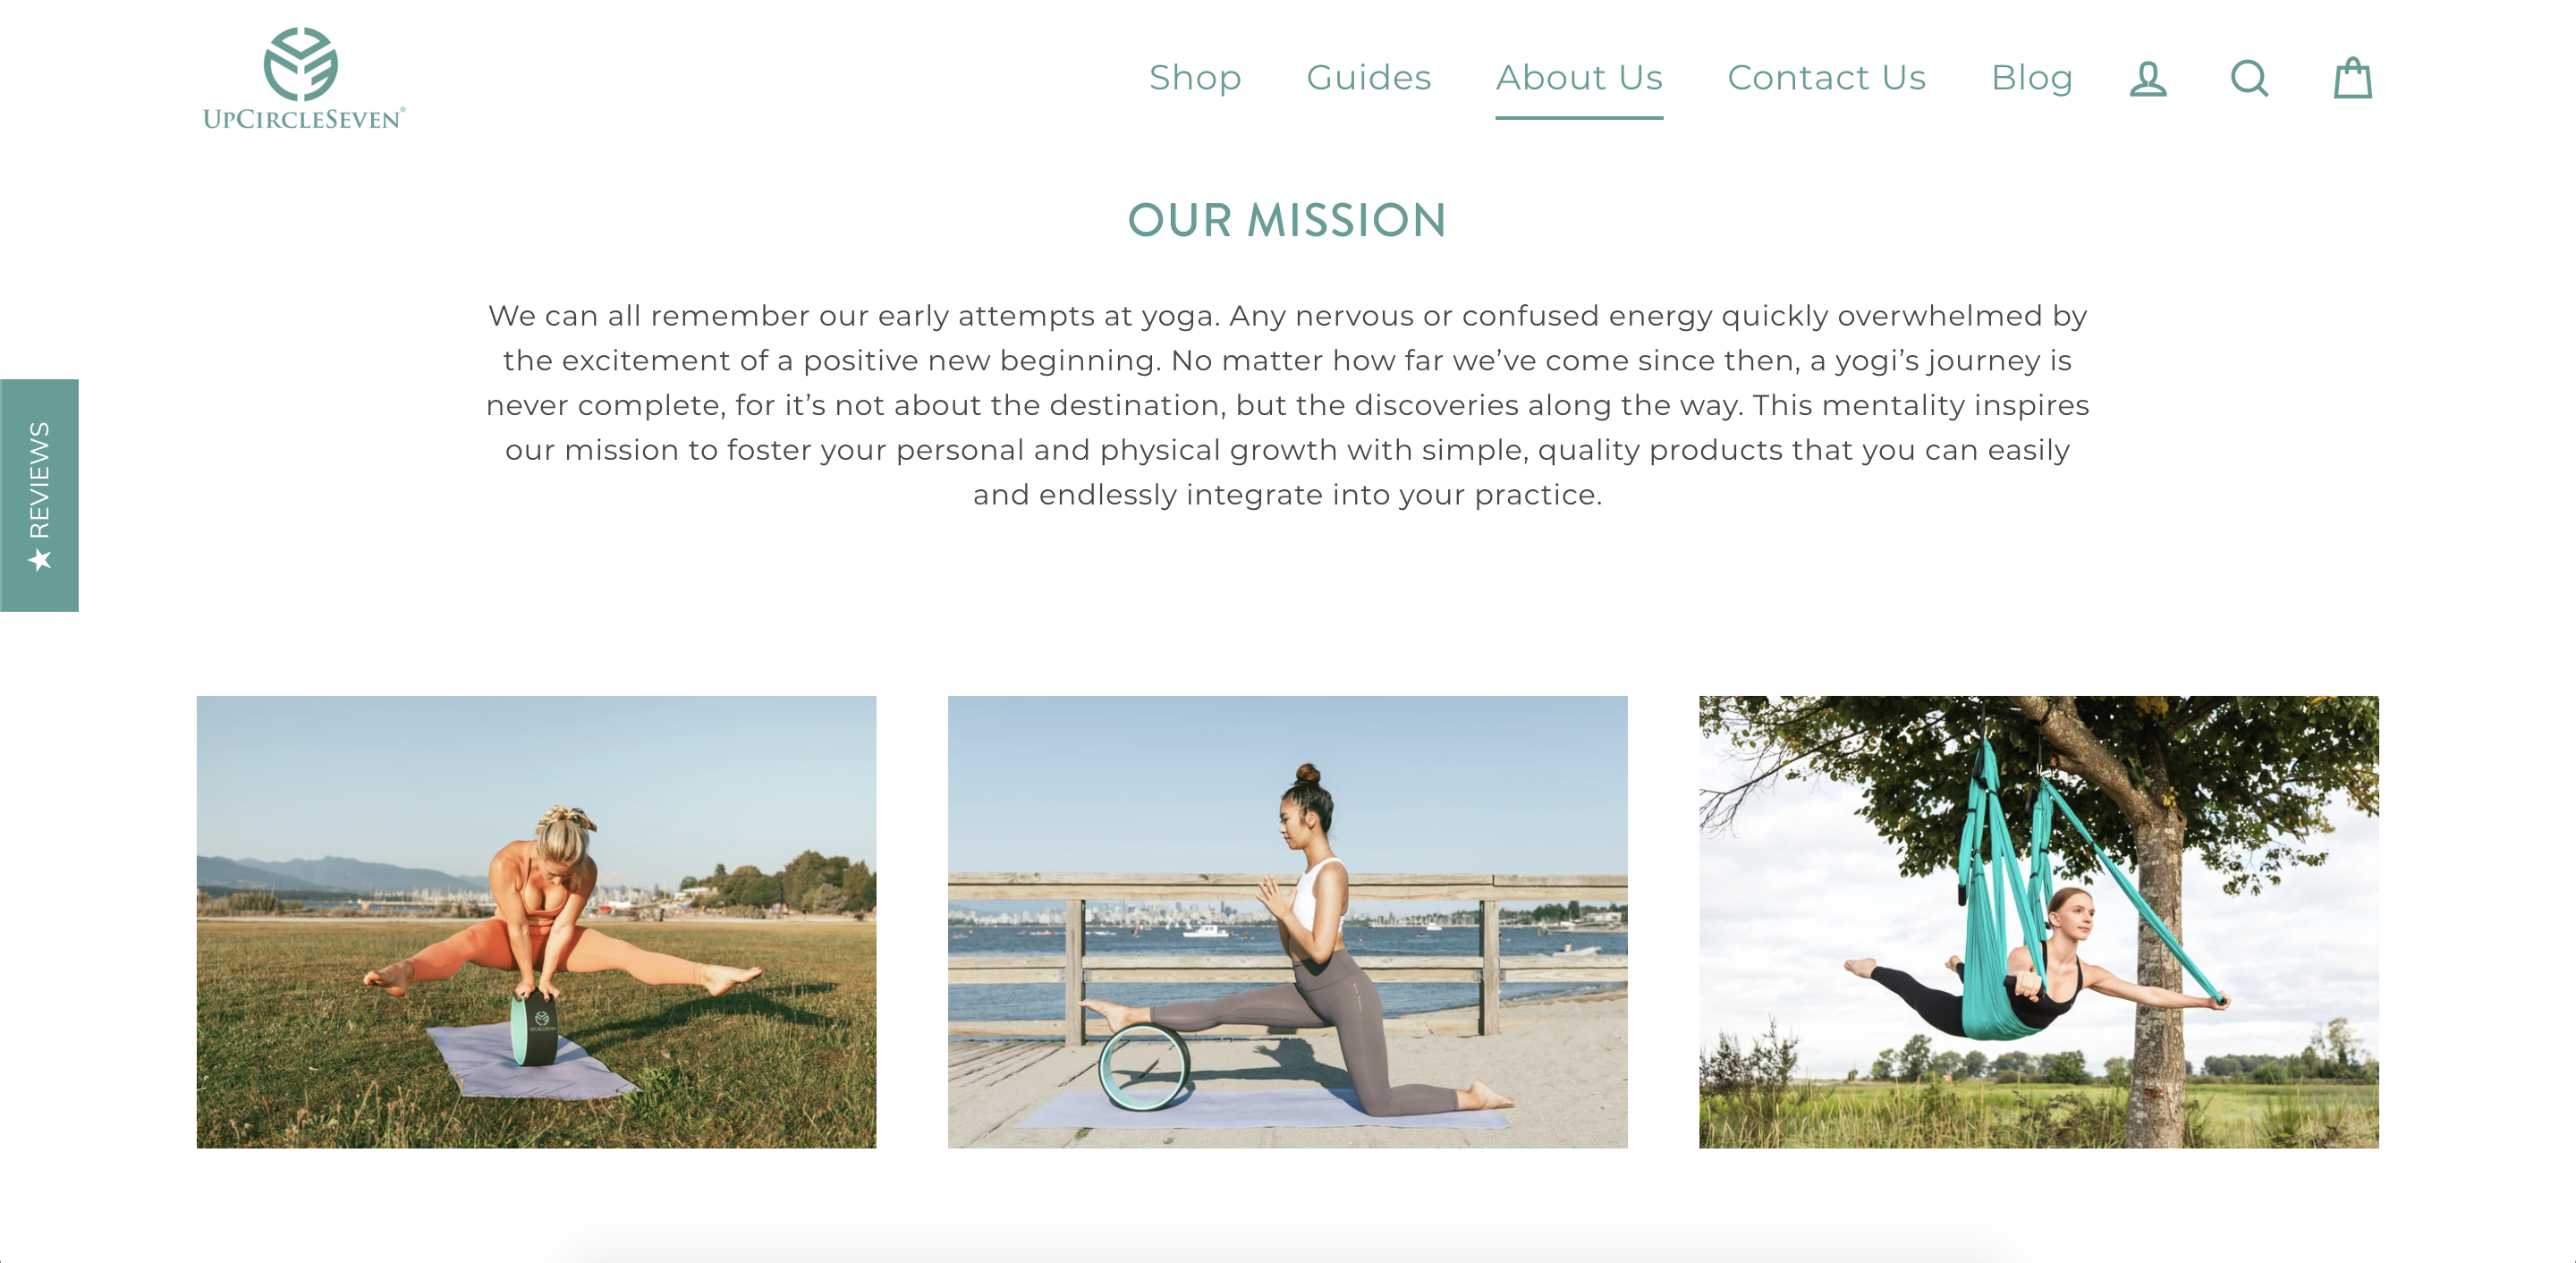 UPCIRCLESEVEN®
Shop Guides About Us Contact Us Blog
OUR MISSION
We can all remember our early attempts at yoga. Any nervous or confused energy quickly overwhelmed by
the excitement of a positive new beginning. No matter how far we’ve come since then, a yogi’s journey is
never complete, for it’s not about the destination, but the discoveries along the way. This mentality inspires
our mission to foster your personal and physical growth with simple, quality products that you can easily
and endlessly integrate into your practice.
★ REVIEWS